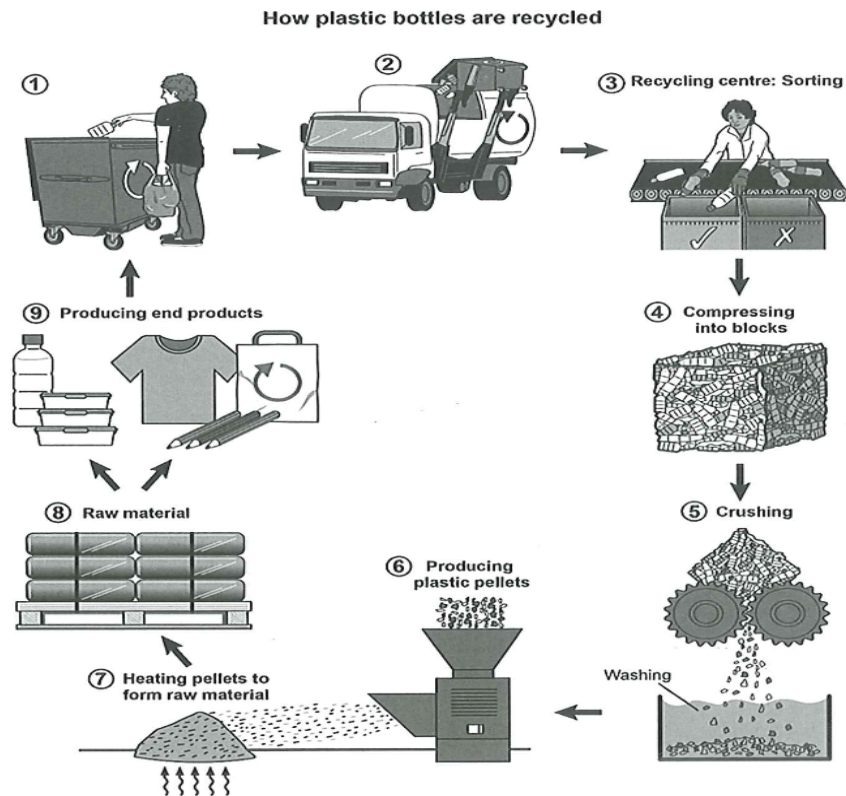 How plastic bottles are recycled
1
2
3 Recycling centre: Sorting
4 Compressing
into blocks
5 Crushing
Washing
6 Producing
plastic pellets
7 Heating pellets to
form raw material
8 Raw material
9 Producing end products